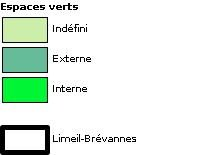 Espaces verts
Indéfini
Externe
Interne
Limeil-Brévannes